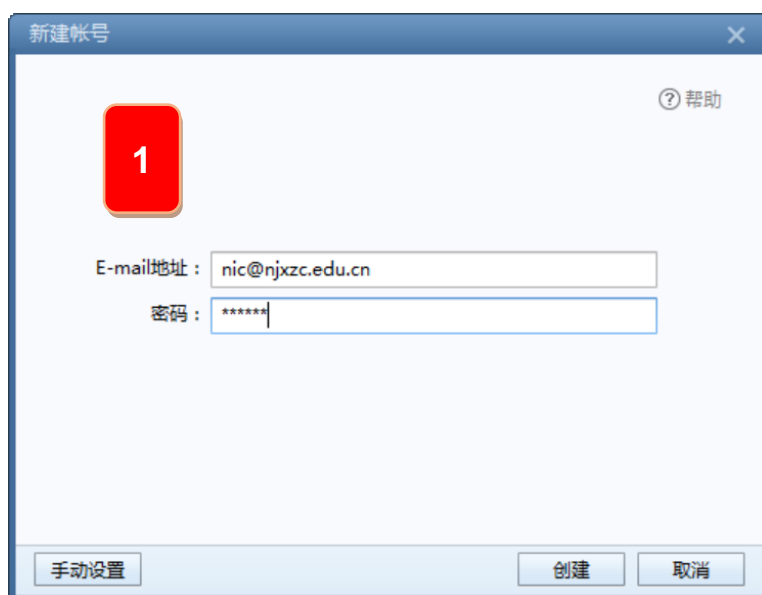 新建帐号
帮助
1
E-mail地址：nic@njxzc.edu.cn
密码：******
手动设置 创建 取消